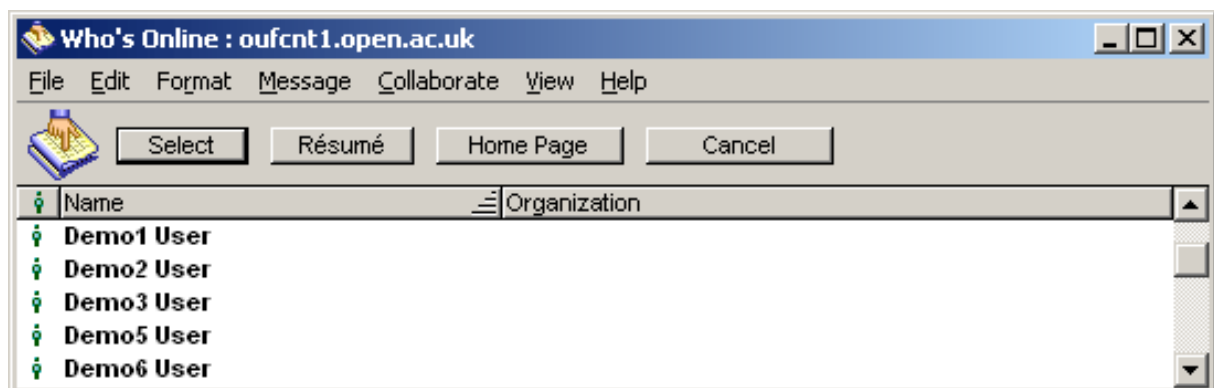 Who's Online : oufcnt1.open.ac.uk
File Edit Format Message Collaborate View Help
Select Résumé Home Page Cancel
Name Organization
Demo1 User
Demo2 User
Demo3 User
Demo5 User
Demo6 User